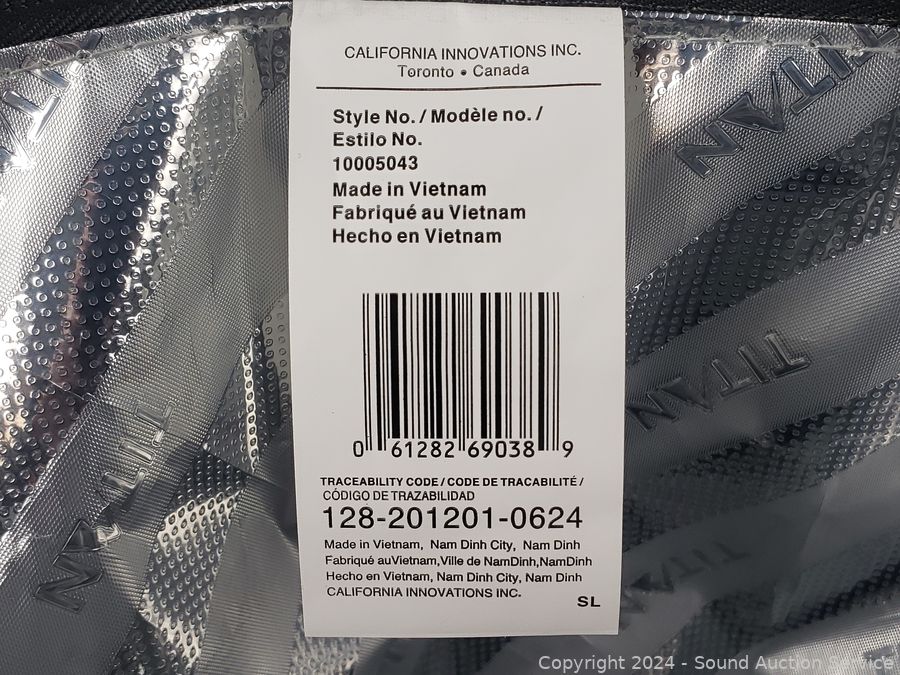 CALIFORNIA INNOVATIONS INC.
Toronto • Canada
Style No. / Modèle no. /
Estilo No.
10005043
Made in Vietnam
Fabriqué au Vietnam
Hecho en Vietnam
0 61282 69038 9
TRACEABILITY CODE / CODE DE TRACABILITÉ /
CÓDIGO DE TRAZABILIDAD
128-201201-0624
Made in Vietnam, Nam Dinh City, Nam Dinh
Fabriqué auVietnam,Ville de NamDinh,NamDinh
Hecho en Vietnam, Nam Dinh City, Nam Dinh
CALIFORNIA INNOVATIONS INC.
SL
TITAN
TITAN
TITAN
TITAN
Copyright 2024 - Sound Auction Service